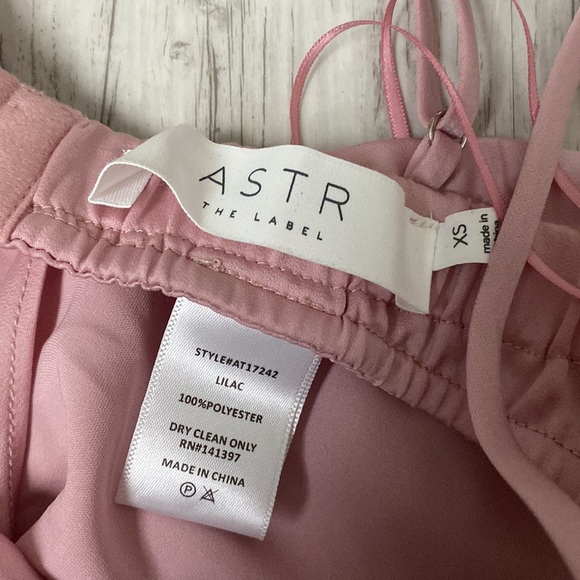 ASTR
THE LABEL
XS
made in
STYLE#AT17242
LILAC
100%POLYESTER
DRY CLEAN ONLY
RN#141397
MADE IN CHINA
P